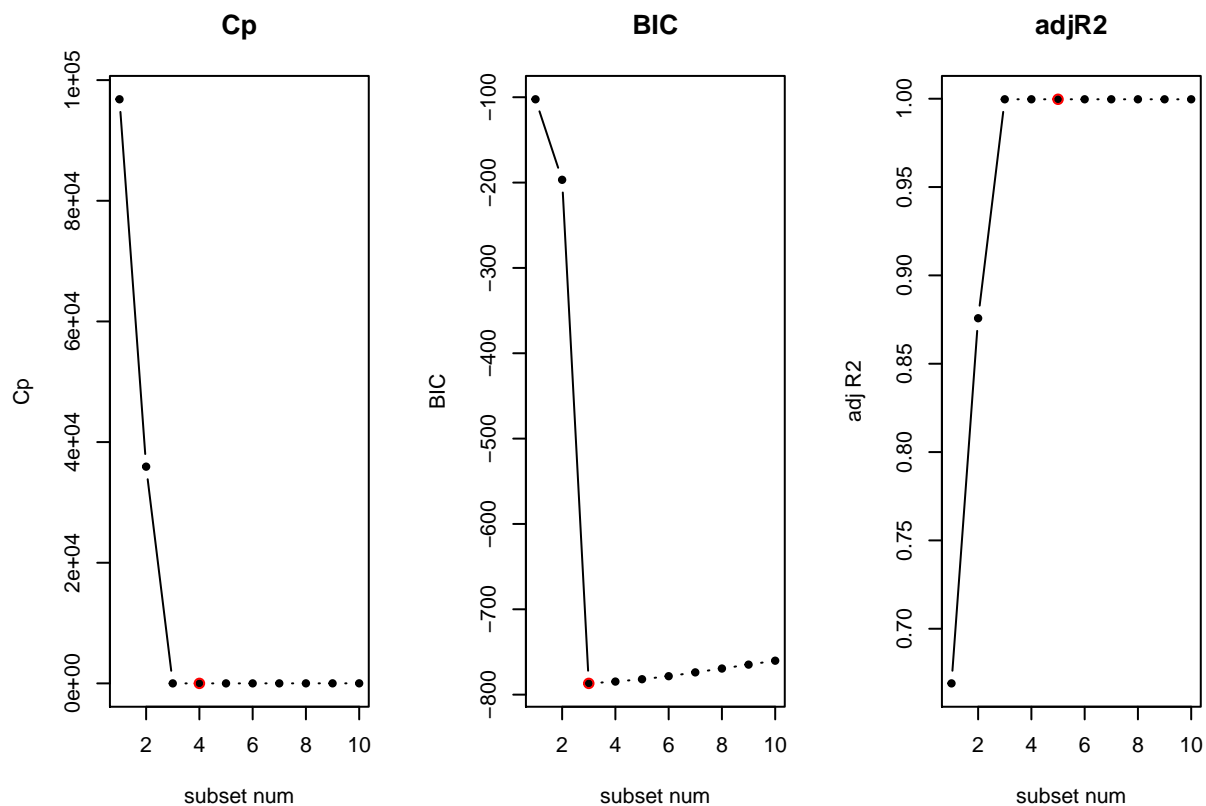 Cp
BIC
adjR2
Cp
0e+00
2e+04
4e+04
6e+04
8e+04
1e+05
2
4
6
8
10
subset num
BIC
−800
−700
−600
−500
−400
−300
−200
−100
2
4
6
8
10
subset num
adj R2
0.70
0.75
0.80
0.85
0.90
0.95
1.00
2
4
6
8
10
subset num